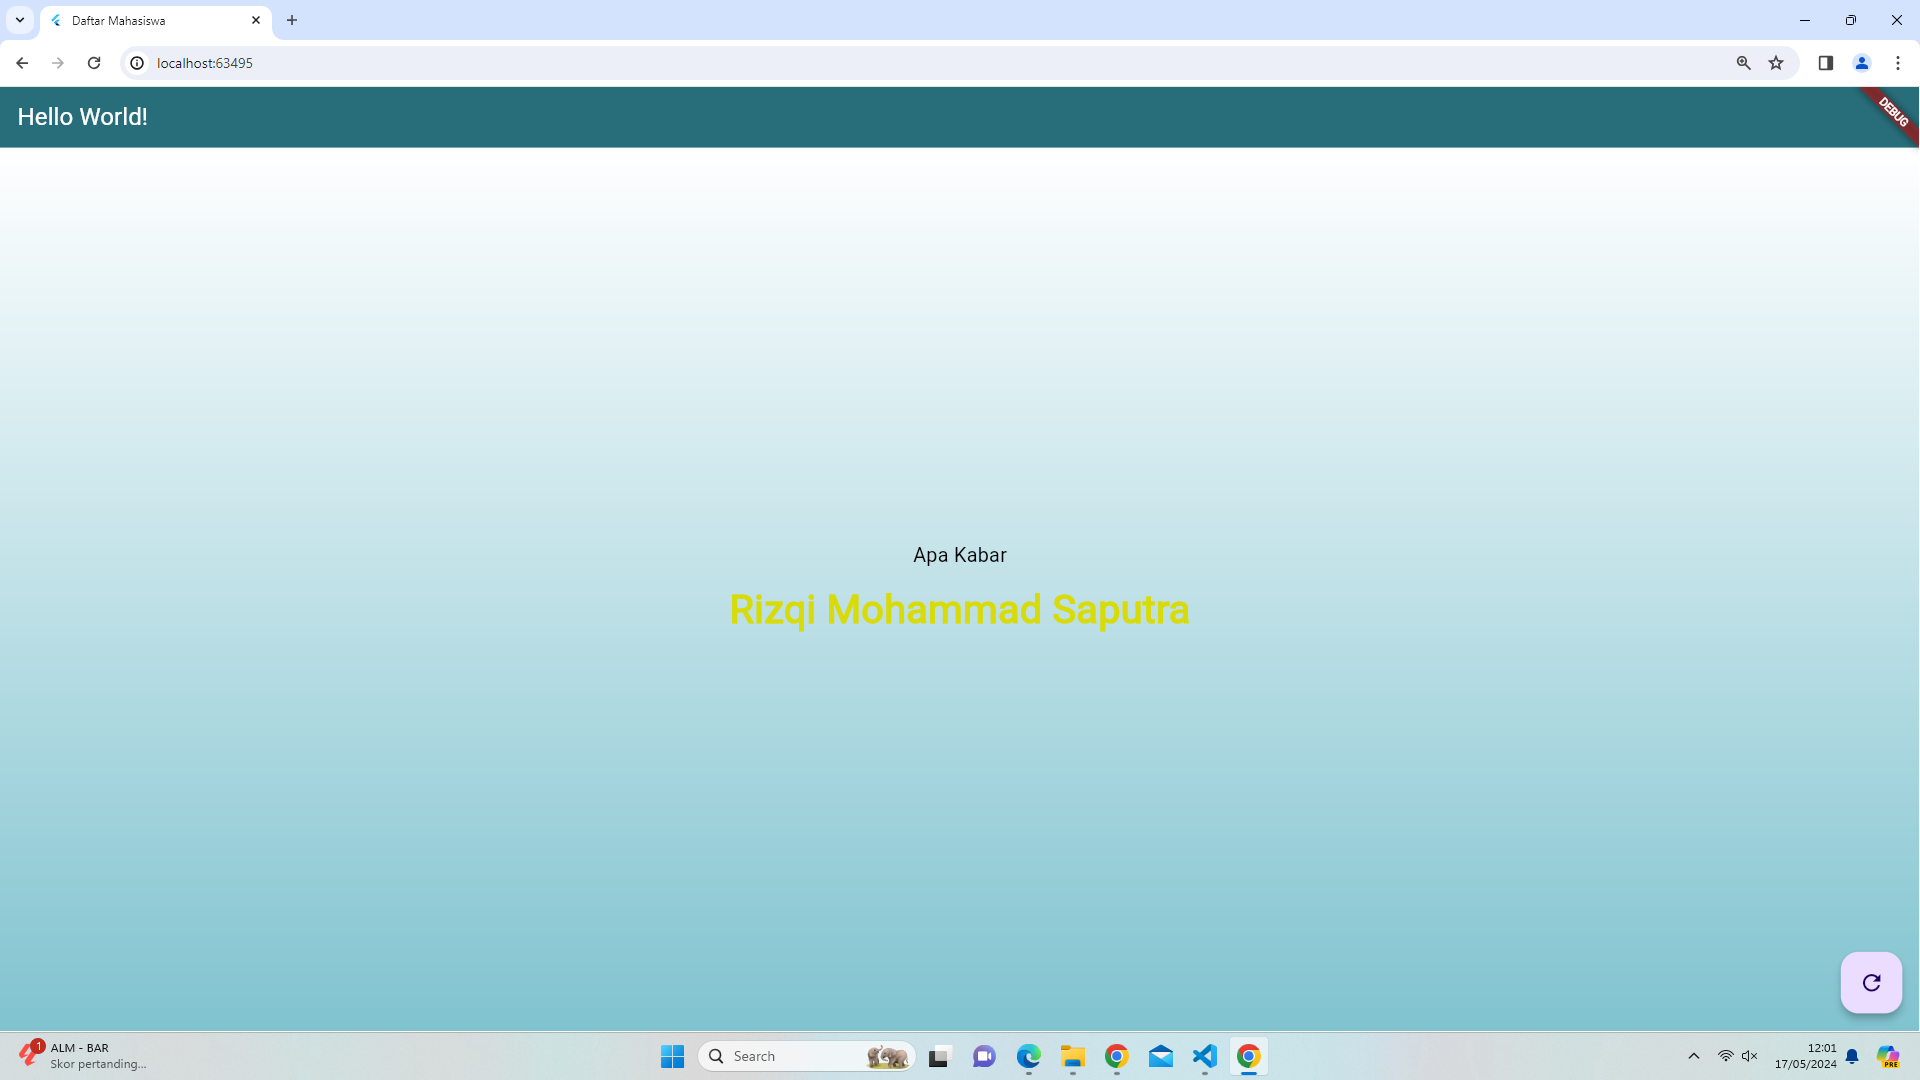 Daftar Mahasiswa
localhost:63495
Hello World!
DEBUG
Apa Kabar
Rizqi Mohammad Saputra
1
ALM - BAR
Skor pertanding...
Search
12:01
17/05/2024
PRE